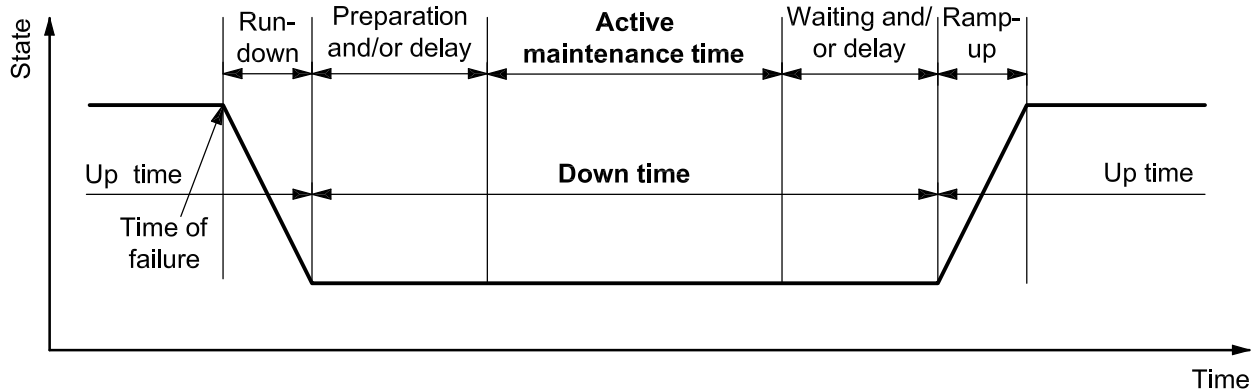 State
Run-
down
Preparation
and/or delay
Active
maintenance time
Waiting and/
or delay
Ramp-
up
Up time
Down time
Up time
Time of
failure
Time